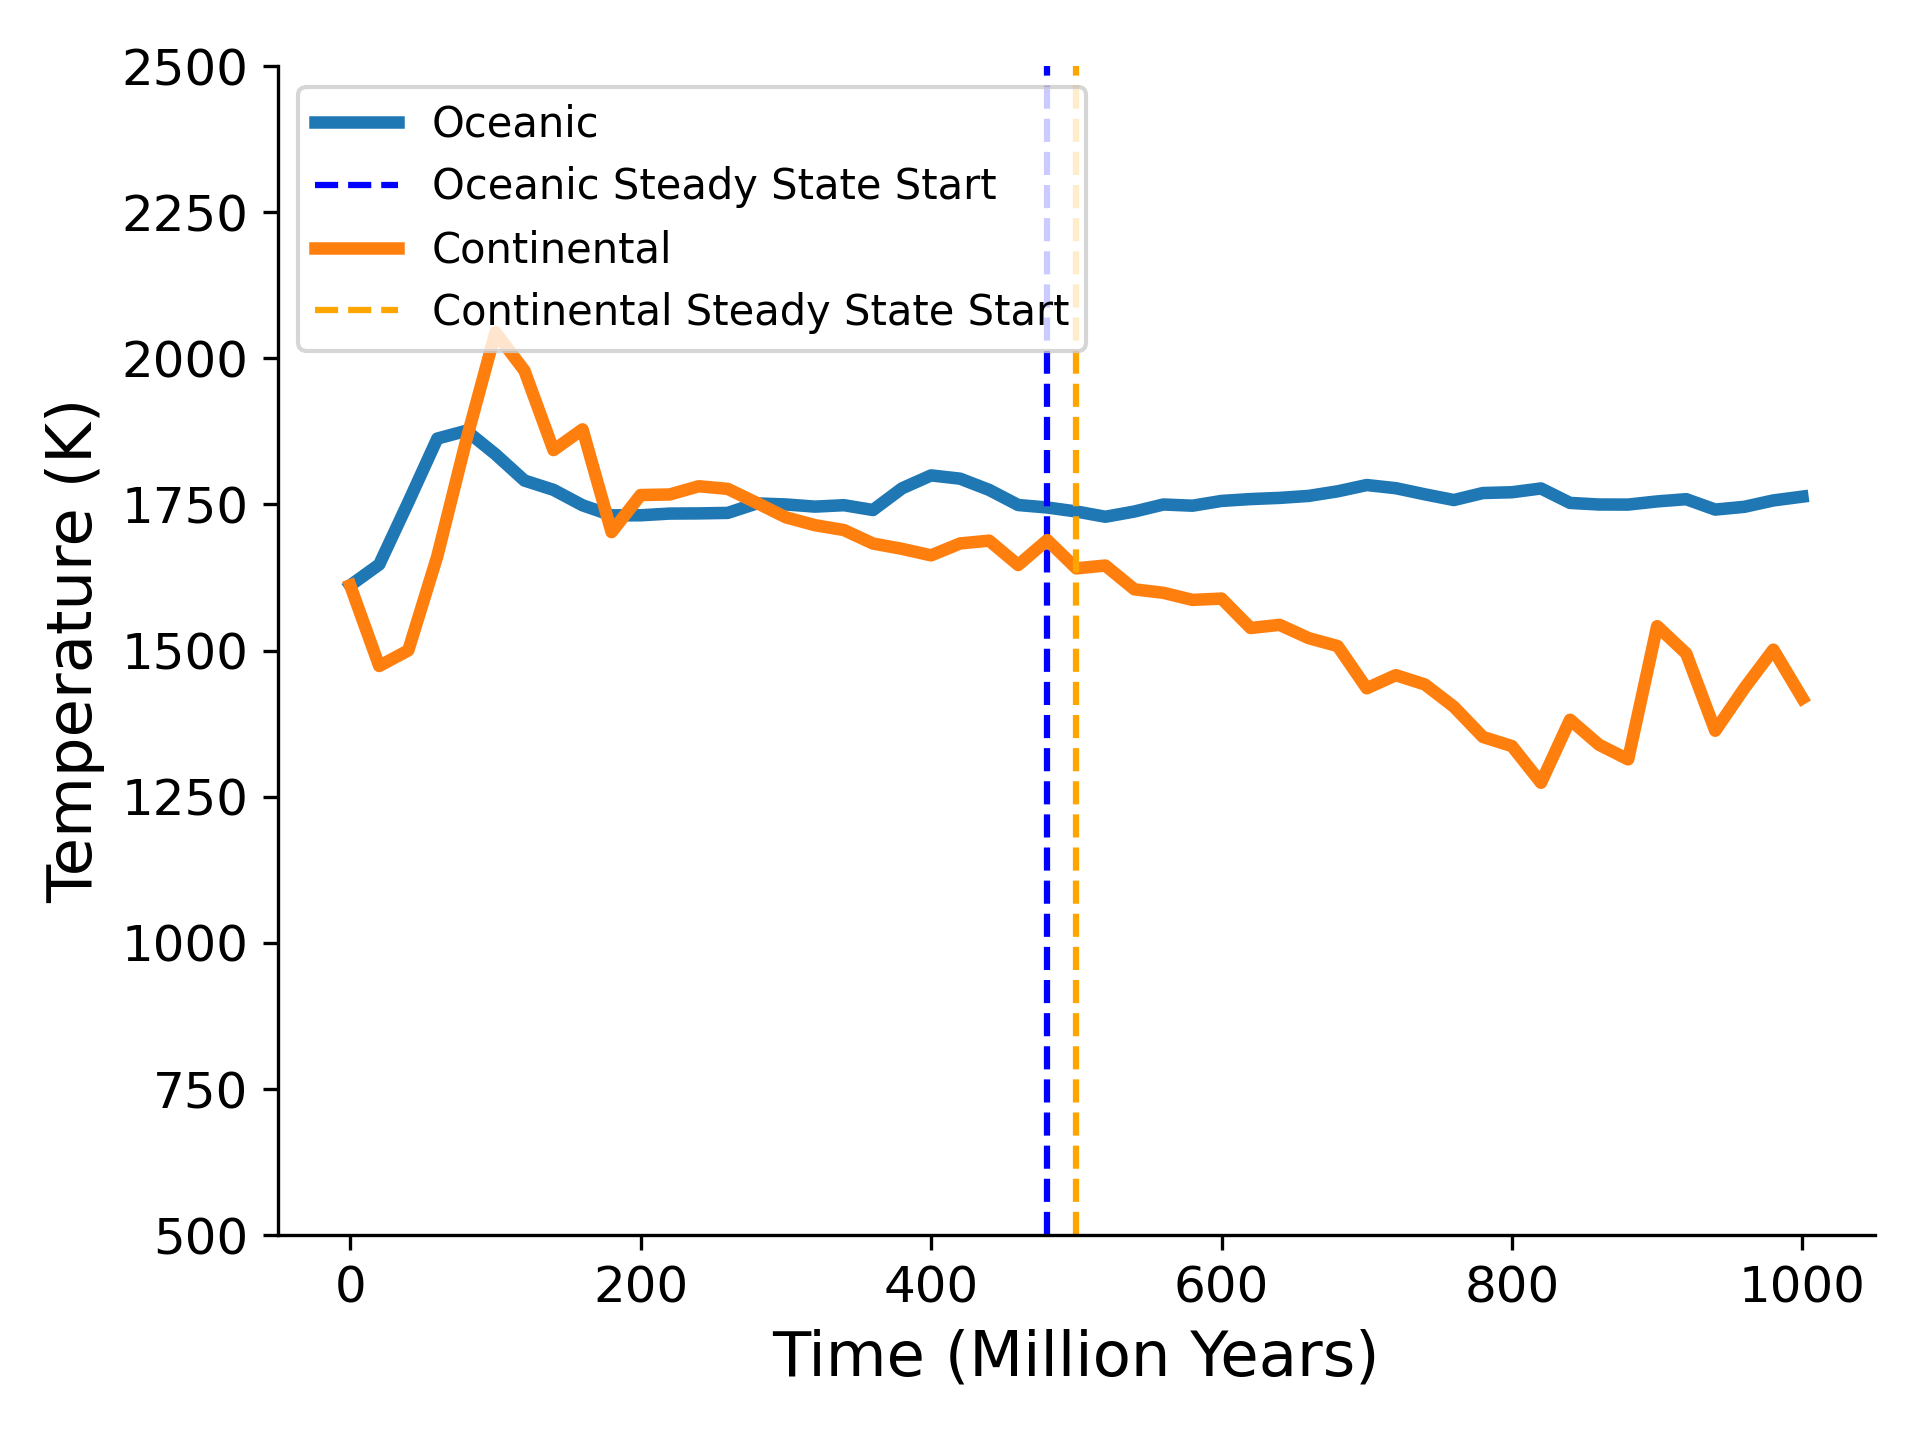 2500
2250
2000
1750
1500
1250
1000
750
500
Temperature (K)
Oceanic
Oceanic Steady State Start
Continental
Continental Steady State Start
0 200 400 600 800 1000
Time (Million Years)